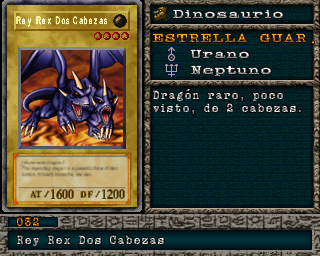 Rey Rex Dos Cabezas
AT/1600 DF/1200
Dinosaurio
ESTRELLA GUAR.
Urano
Neptuno
Dragón raro, poco
visto, de 2 cabezas.
032
Rey Rex Dos Cabezas